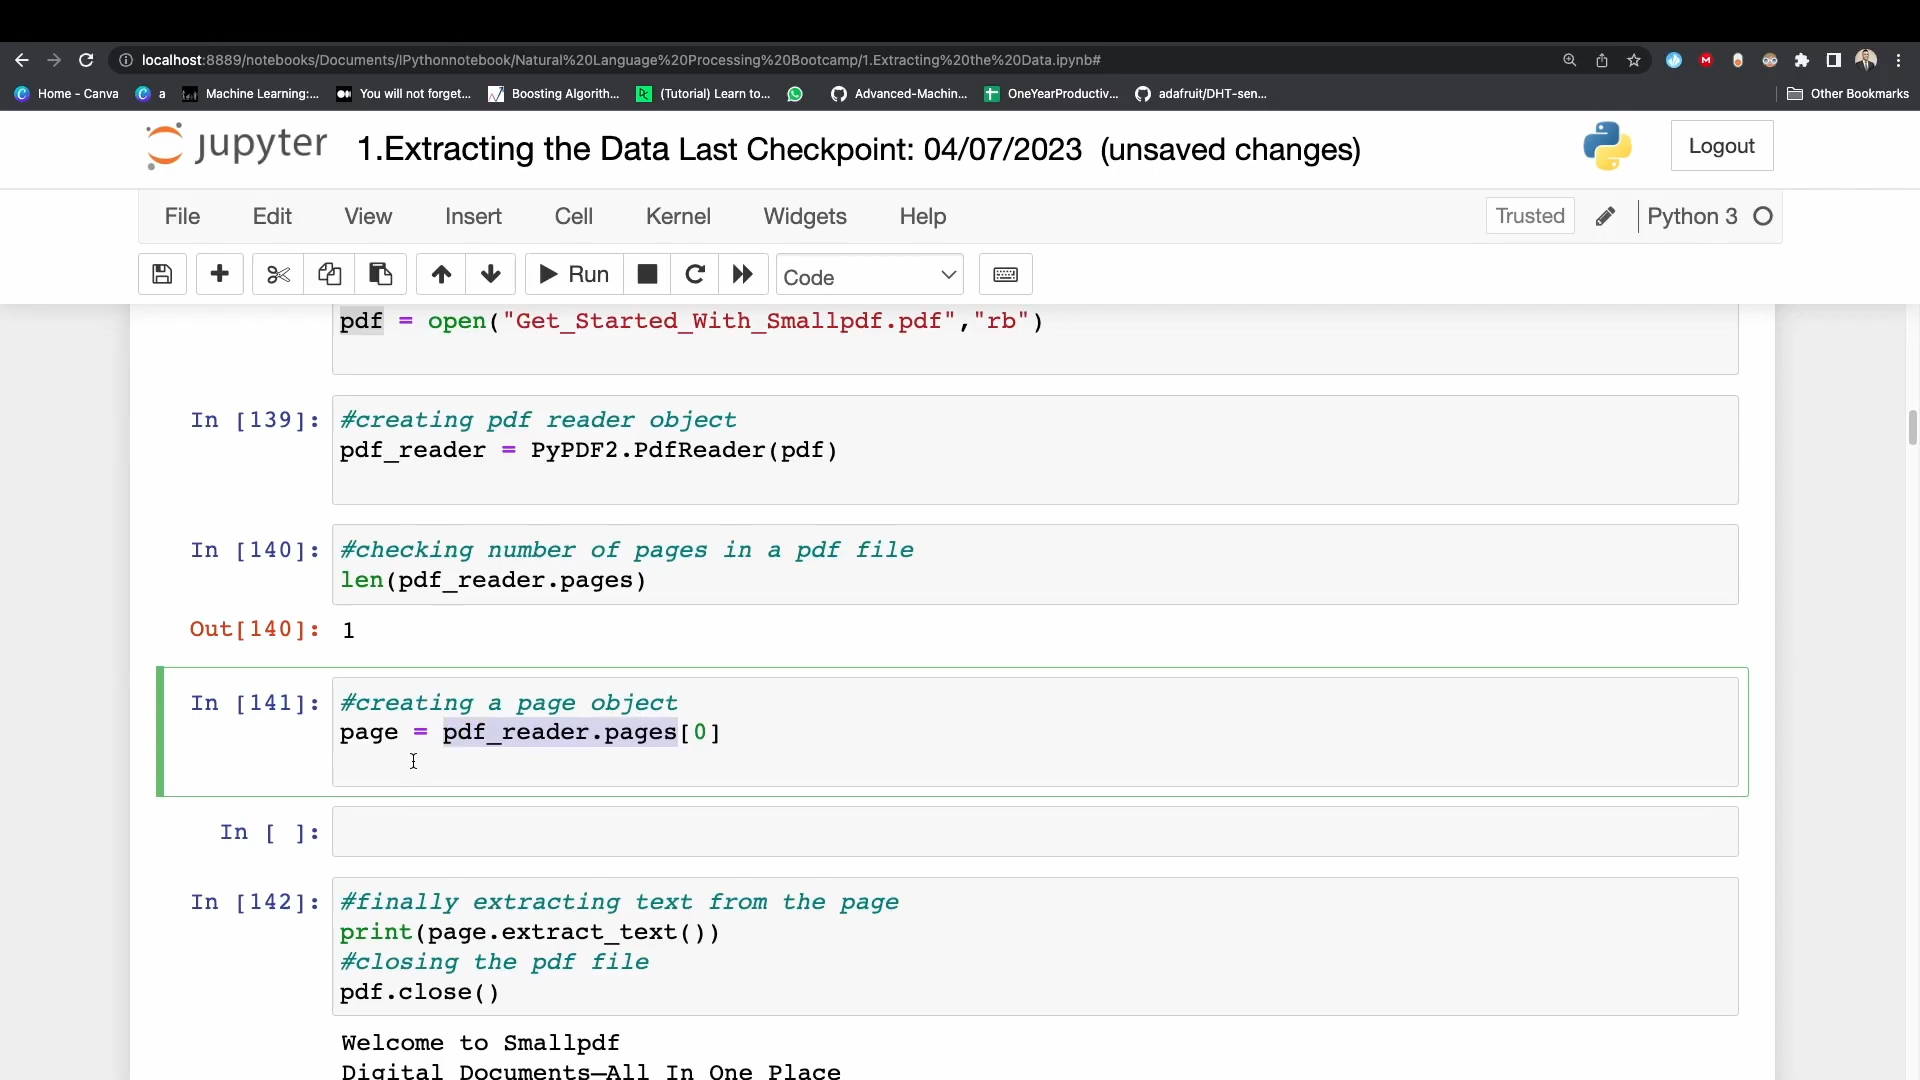 localhost:8889/notebooks/Documents/IPythonnotebook/Natural%20Language%20Processing%20Bootcamp/1.Extracting%20the%20Data.ipynb#
Home - Canva a Machine Learning:... You will not forget... Boosting Algorith... (Tutorial) Learn to... Advanced-Machin... OneYearProductiv... adafruit/DHT-sen... Other Bookmarks
jupyter 1.Extracting the Data Last Checkpoint: 04/07/2023 (unsaved changes) Logout
File Edit View Insert Cell Kernel Widgets Help Trusted Python 3
Run Code
pdf = open("Get_Started_With_Smallpdf.pdf","rb")
In [139]: #creating pdf reader object
pdf_reader = PyPDF2.PdfReader(pdf)
In [140]: #checking number of pages in a pdf file
len(pdf_reader.pages)
Out[140]: 1
In [141]: #creating a page object
page = pdf_reader.pages[0]
In [ ]:
In [142]: #finally extracting text from the page
print(page.extract_text())
#closing the pdf file
pdf.close()
Welcome to Smallpdf
Digital Documents—All In One Place